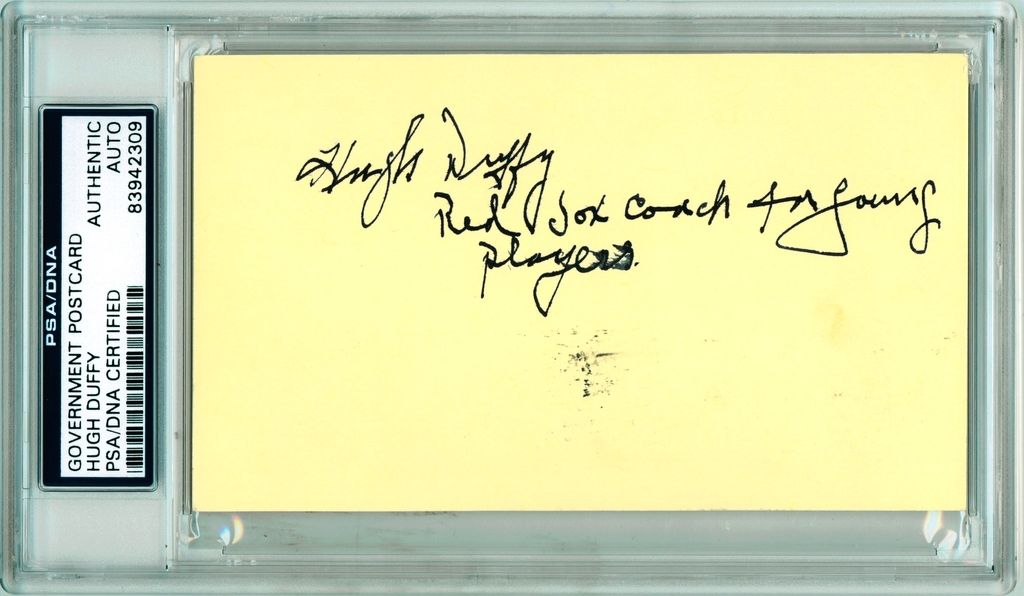 PSA/DNA
GOVERNMENT POSTCARD
HUGH DUFFY
PSA/DNA CERTIFIED
AUTHENTIC
AUTO
83942309
Hugh Duffy
Red Sox Coach for young
players.